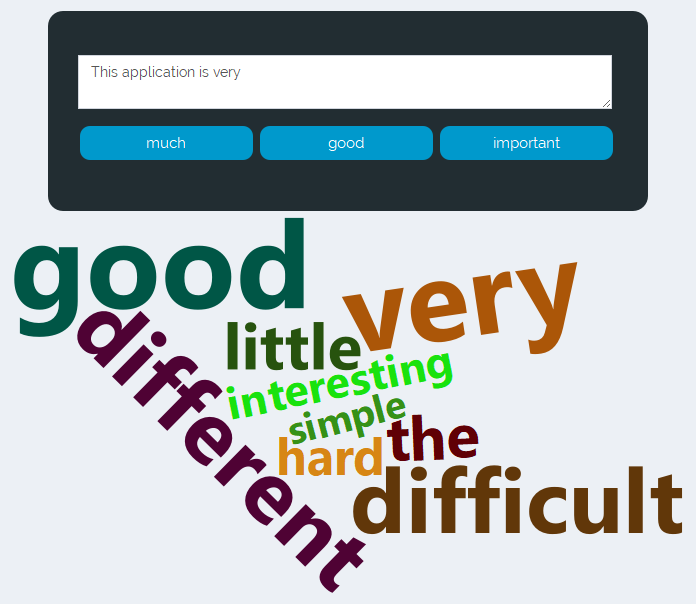 This application is very
much good important
good
very
different
little
interesting
simple
the
hard
difficult